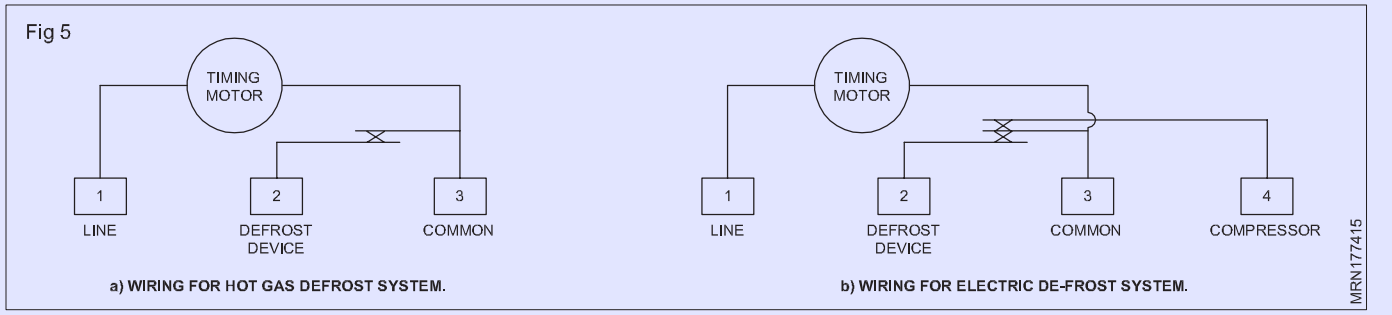 Fig 5
TIMING
MOTOR
1
2
3
LINE
DEFROST
DEVICE
COMMON
a) WIRING FOR HOT GAS DEFROST SYSTEM.
TIMING
MOTOR
1
2
3
4
LINE
DEFROST
DEVICE
COMMON
COMPRESSOR
b) WIRING FOR ELECTRIC DE-FROST SYSTEM.
MRN177415